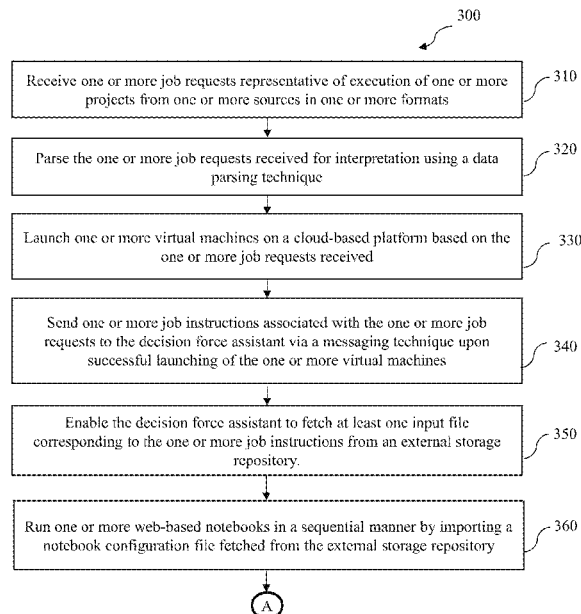 300
Receive one or more job requests representative of execution of one or more
projects from one or more sources in one or more formats
310
Parse the one or more job requests received for interpretation using a data
parsing technique
320
Launch one or more virtual machines on a cloud-based platform based on the
one or more job requests received
330
Send one or more job instructions associated with the one or more job
requests to the decision force assistant via a messaging technique upon
successful launching of the one or more virtual machines
340
Enable the decision force assistant to fetch at least one input file
corresponding to the one or more job instructions from an external storage
repository.
350
Run one or more web-based notebooks in a sequential manner by importing a
notebook configuration file fetched from the external storage repository
360
A